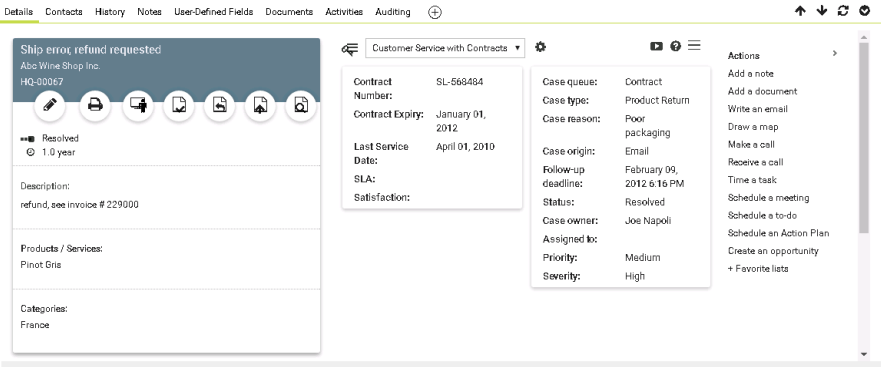 Details Contacts History Notes User-Defined Fields Documents Activities Auditing
Ship error, refund requested
Abc Wine Shop Inc.
HQ-00067
Resolved
1.0 year
Description:
refund, see invoice # 229000
Products / Services:
Pinot Gris
Categories:
France
Customer Service with Contracts
Contract Number: SL-568484
Contract Expiry: January 01, 2012
Last Service Date: April 01, 2010
SLA:
Satisfaction:
Case queue: Contract
Case type: Product Return
Case reason: Poor packaging
Case origin: Email
Follow-up deadline: February 09, 2012 6:16 PM
Status: Resolved
Case owner: Joe Napoli
Assigned to:
Priority: Medium
Severity: High
Actions
Add a note
Add a document
Write an email
Draw a map
Make a call
Receive a call
Time a task
Schedule a meeting
Schedule a to-do
Schedule an Action Plan
Create an opportunity
+ Favorite lists